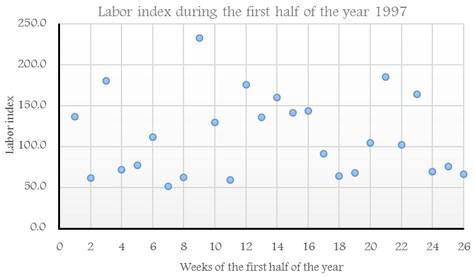 Labor index during the first half of the year 1997
250.0
200.0
150.0
100.0
50.0
0.0
Labor index
0 2 4 6 8 10 12 14 16 18 20 22 24 26
Weeks of the first half of the year